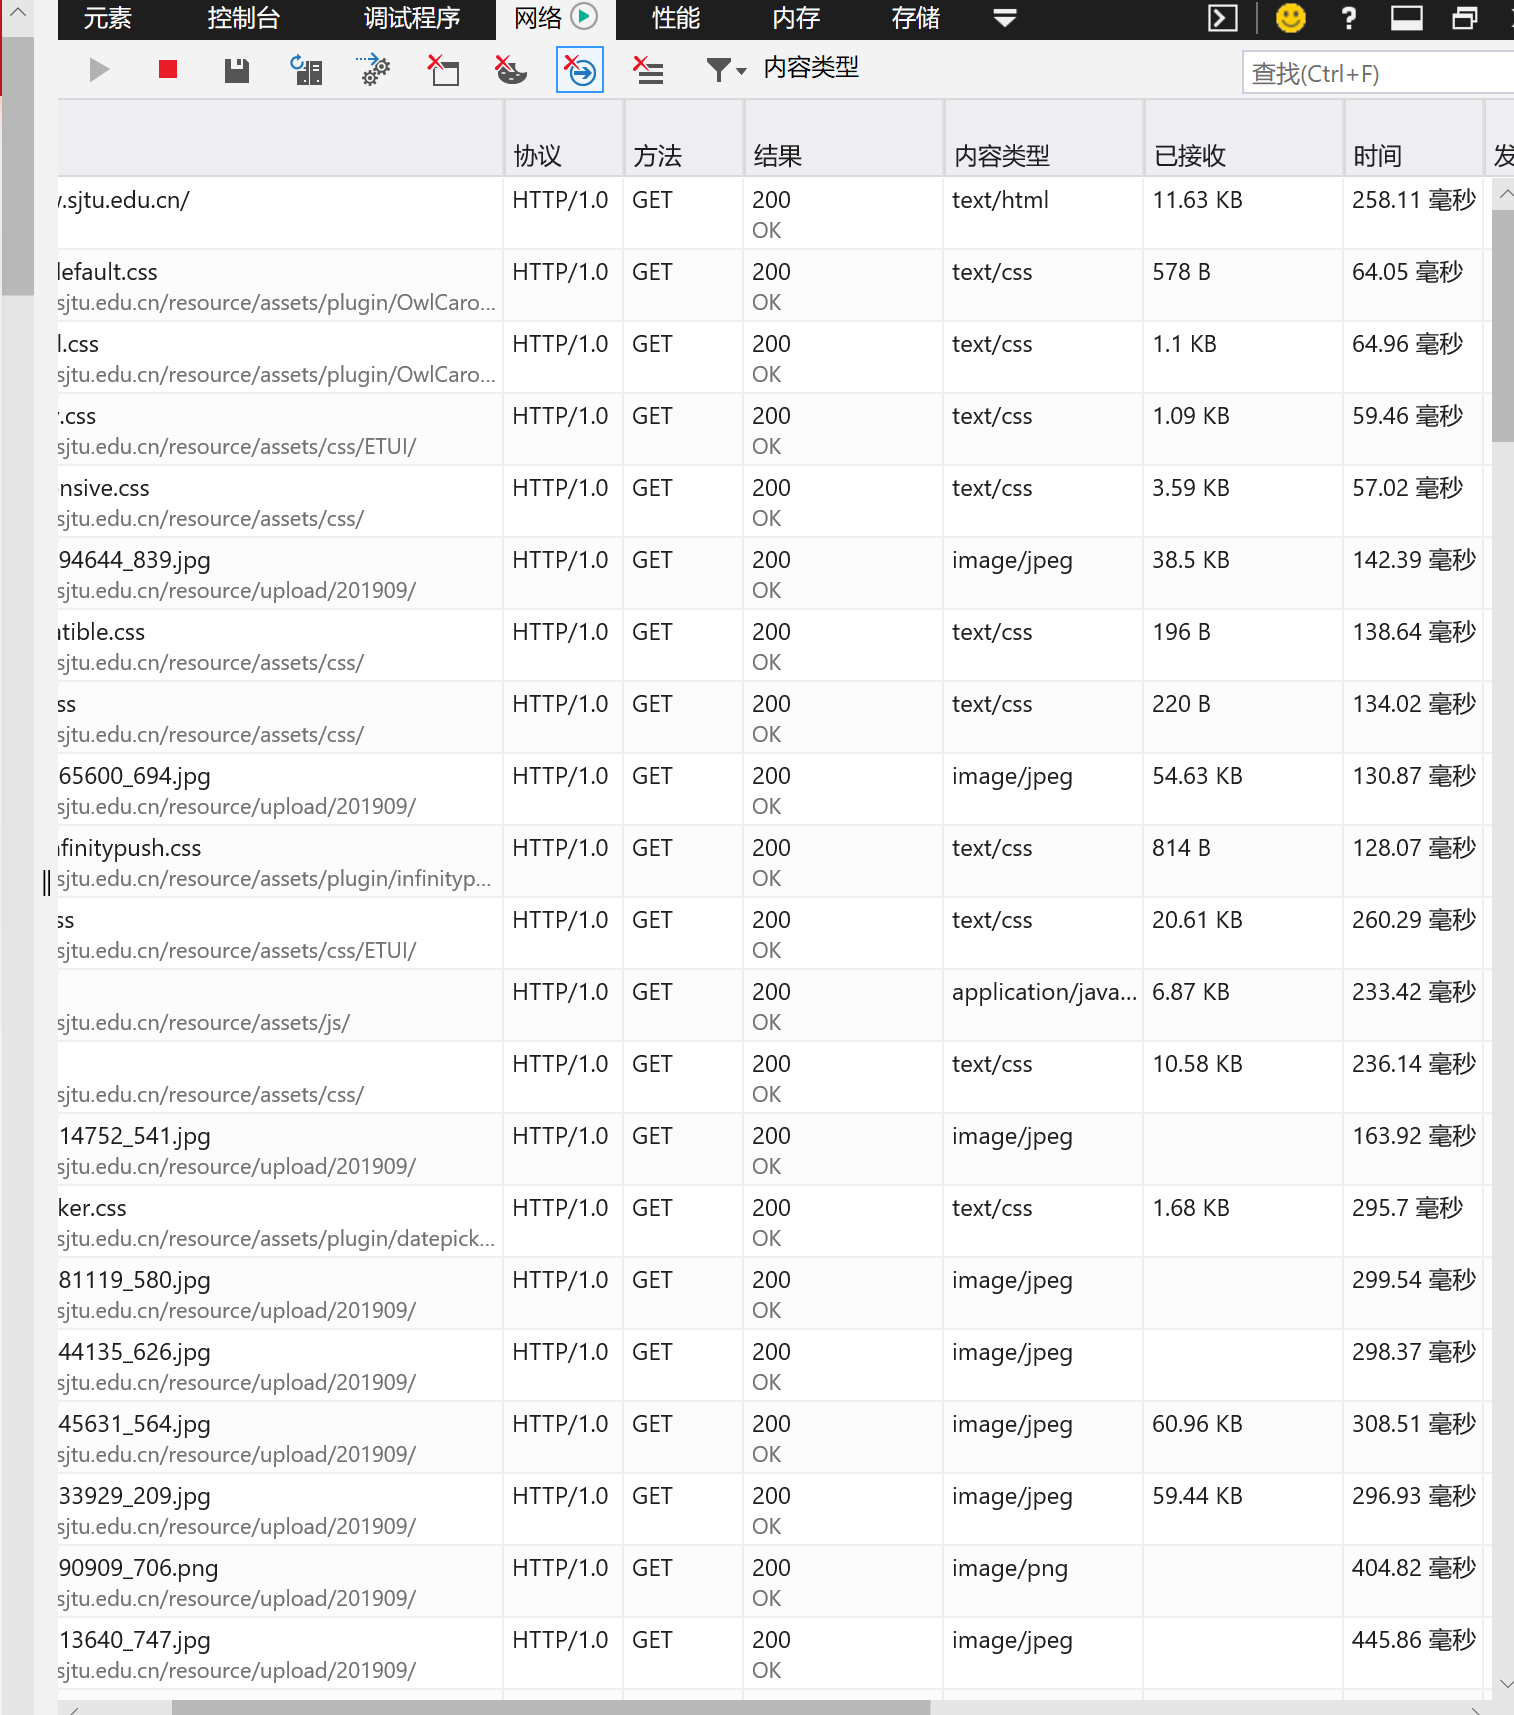 元素 控制台 调试程序 网络 性能 内存 存储 ?
内容类型 查找(Ctrl+F)
协议 方法 结果 内容类型 已接收 时间 发
.sjtu.edu.cn/ HTTP/1.0 GET 200 text/html 11.63 KB 258.11 毫秒
OK
default.css HTTP/1.0 GET 200 text/css 578 B 64.05 毫秒
sjtu.edu.cn/resource/assets/plugin/OwlCaro... OK
l.css HTTP/1.0 GET 200 text/css 1.1 KB 64.96 毫秒
sjtu.edu.cn/resource/assets/plugin/OwlCaro... OK
.css HTTP/1.0 GET 200 text/css 1.09 KB 59.46 毫秒
sjtu.edu.cn/resource/assets/css/ETUI/ OK
nsive.css HTTP/1.0 GET 200 text/css 3.59 KB 57.02 毫秒
sjtu.edu.cn/resource/assets/css/ OK
94644_839.jpg HTTP/1.0 GET 200 image/jpeg 38.5 KB 142.39 毫秒
sjtu.edu.cn/resource/upload/201909/ OK
atible.css HTTP/1.0 GET 200 text/css 196 B 138.64 毫秒
sjtu.edu.cn/resource/assets/css/ OK
ss HTTP/1.0 GET 200 text/css 220 B 134.02 毫秒
sjtu.edu.cn/resource/assets/css/ OK
65600_694.jpg HTTP/1.0 GET 200 image/jpeg 54.63 KB 130.87 毫秒
sjtu.edu.cn/resource/upload/201909/ OK
nfinitypush.css HTTP/1.0 GET 200 text/css 814 B 128.07 毫秒
sjtu.edu.cn/resource/assets/plugin/infinityp... OK
ss HTTP/1.0 GET 200 text/css 20.61 KB 260.29 毫秒
sjtu.edu.cn/resource/assets/css/ETUI/ OK
HTTP/1.0 GET 200 application/java... 6.87 KB 233.42 毫秒
sjtu.edu.cn/resource/assets/js/ OK
HTTP/1.0 GET 200 text/css 10.58 KB 236.14 毫秒
sjtu.edu.cn/resource/assets/css/ OK
14752_541.jpg HTTP/1.0 GET 200 image/jpeg 163.92 毫秒
sjtu.edu.cn/resource/upload/201909/ OK
ker.css HTTP/1.0 GET 200 text/css 1.68 KB 295.7 毫秒
sjtu.edu.cn/resource/assets/plugin/datepick... OK
81119_580.jpg HTTP/1.0 GET 200 image/jpeg 299.54 毫秒
sjtu.edu.cn/resource/upload/201909/ OK
44135_626.jpg HTTP/1.0 GET 200 image/jpeg 298.37 毫秒
sjtu.edu.cn/resource/upload/201909/ OK
45631_564.jpg HTTP/1.0 GET 200 image/jpeg 60.96 KB 308.51 毫秒
sjtu.edu.cn/resource/upload/201909/ OK
33929_209.jpg HTTP/1.0 GET 200 image/jpeg 59.44 KB 296.93 毫秒
sjtu.edu.cn/resource/upload/201909/ OK
90909_706.png HTTP/1.0 GET 200 image/png 404.82 毫秒
sjtu.edu.cn/resource/upload/201909/ OK
13640_747.jpg HTTP/1.0 GET 200 image/jpeg 445.86 毫秒
sjtu.edu.cn/resource/upload/201909/ OK